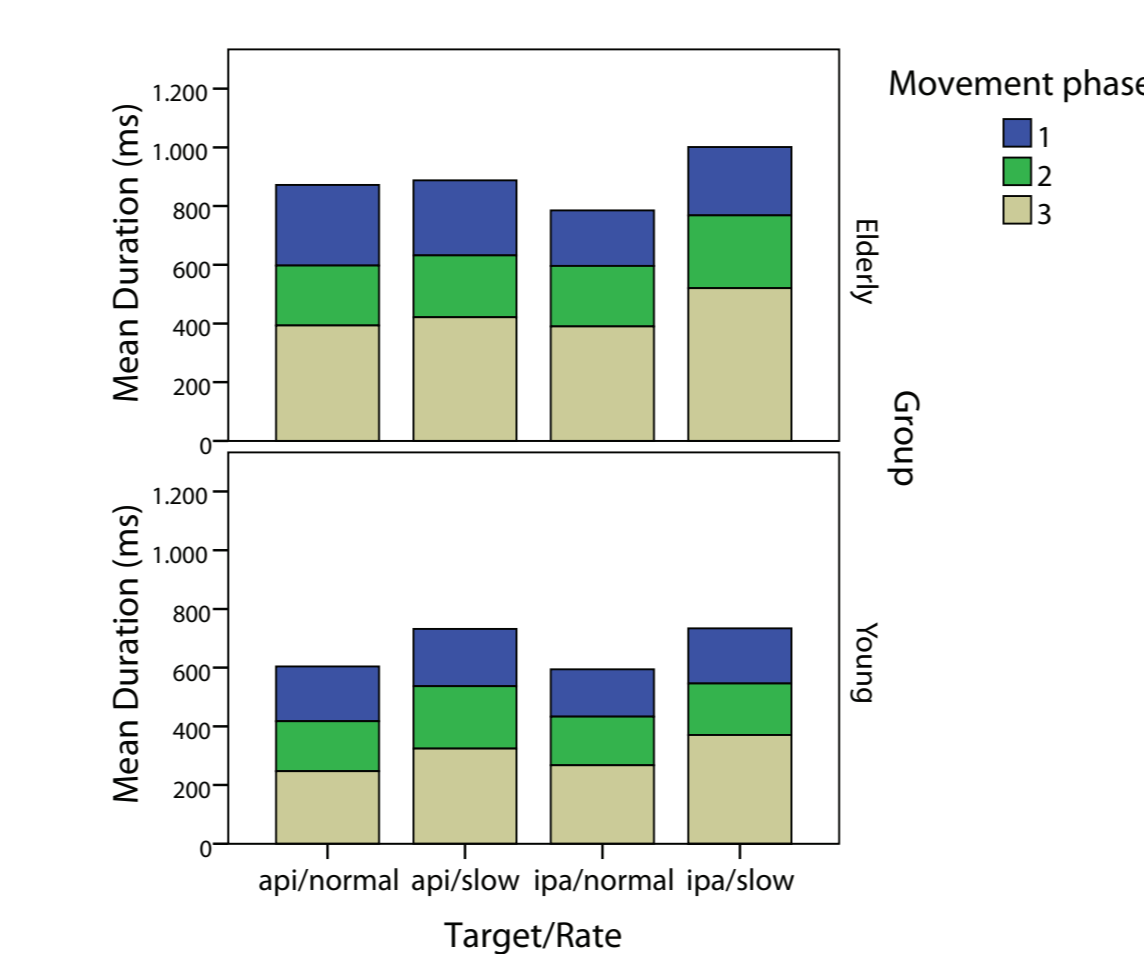 Movement phase
1
2
3
Mean Duration (ms)
1.200
1.000
800
600
400
200
0
Elderly
Group
Mean Duration (ms)
1.200
1.000
800
600
400
200
0
Young
api/normal api/slow ipa/normal ipa/slow
Target/Rate